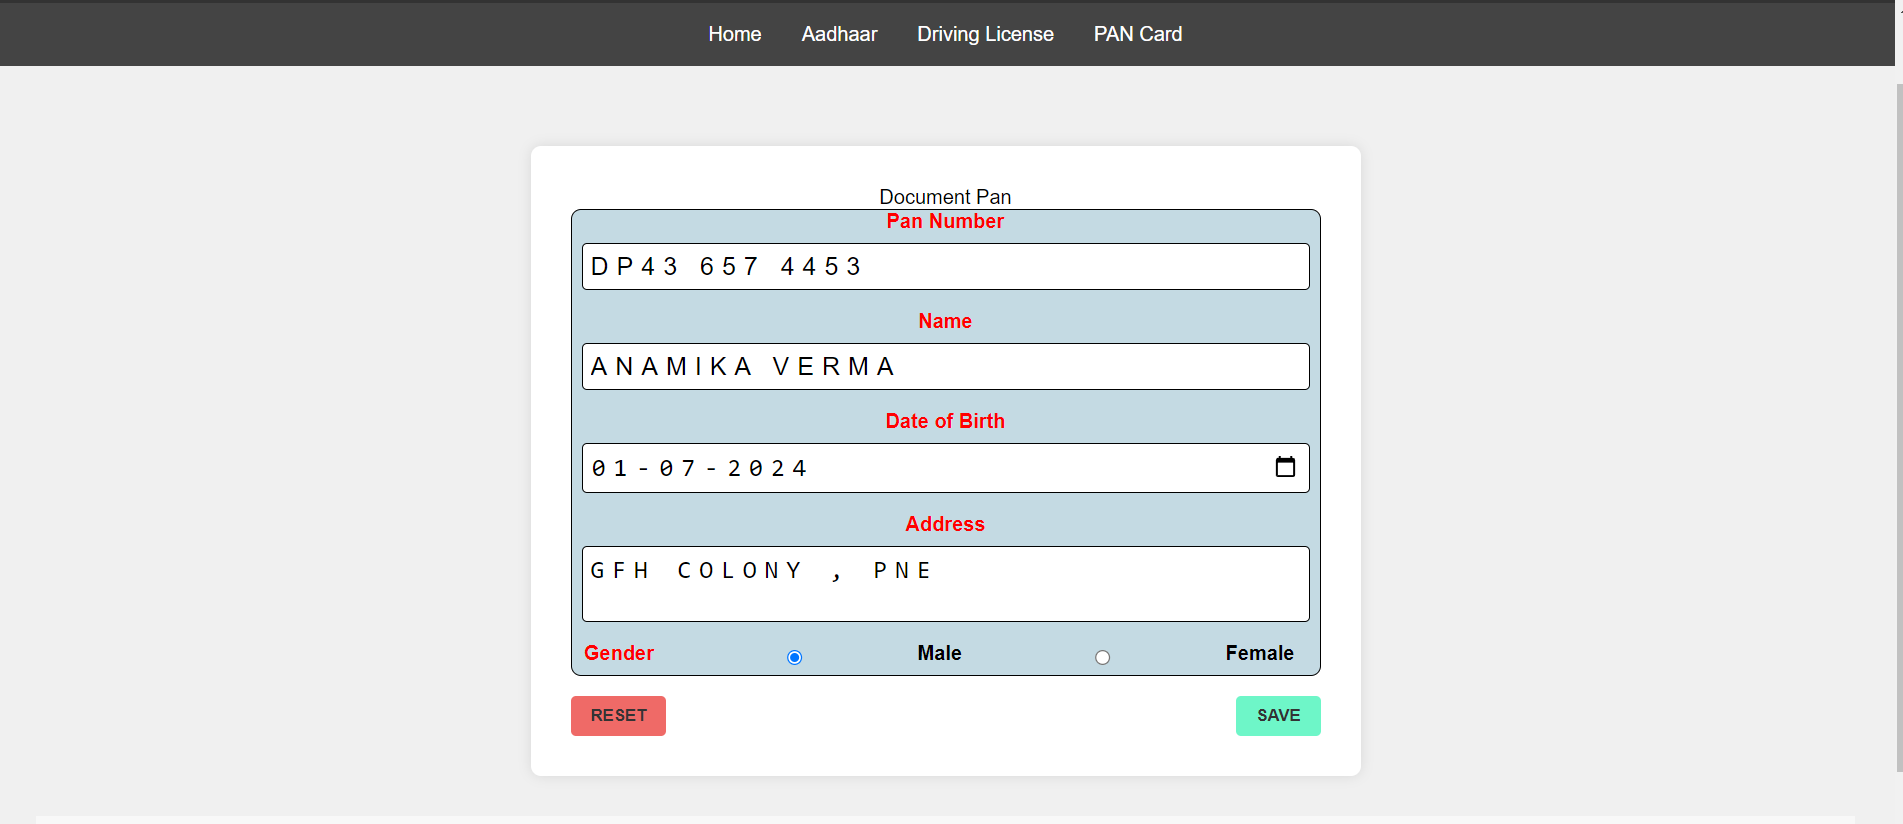 Home Aadhaar Driving License PAN Card
Document Pan
Pan Number
DP43 657 4453
Name
ANAMIKA VERMA
Date of Birth
01-07-2024
Address
GFH COLONY , PNE
Gender Male Female
RESET SAVE